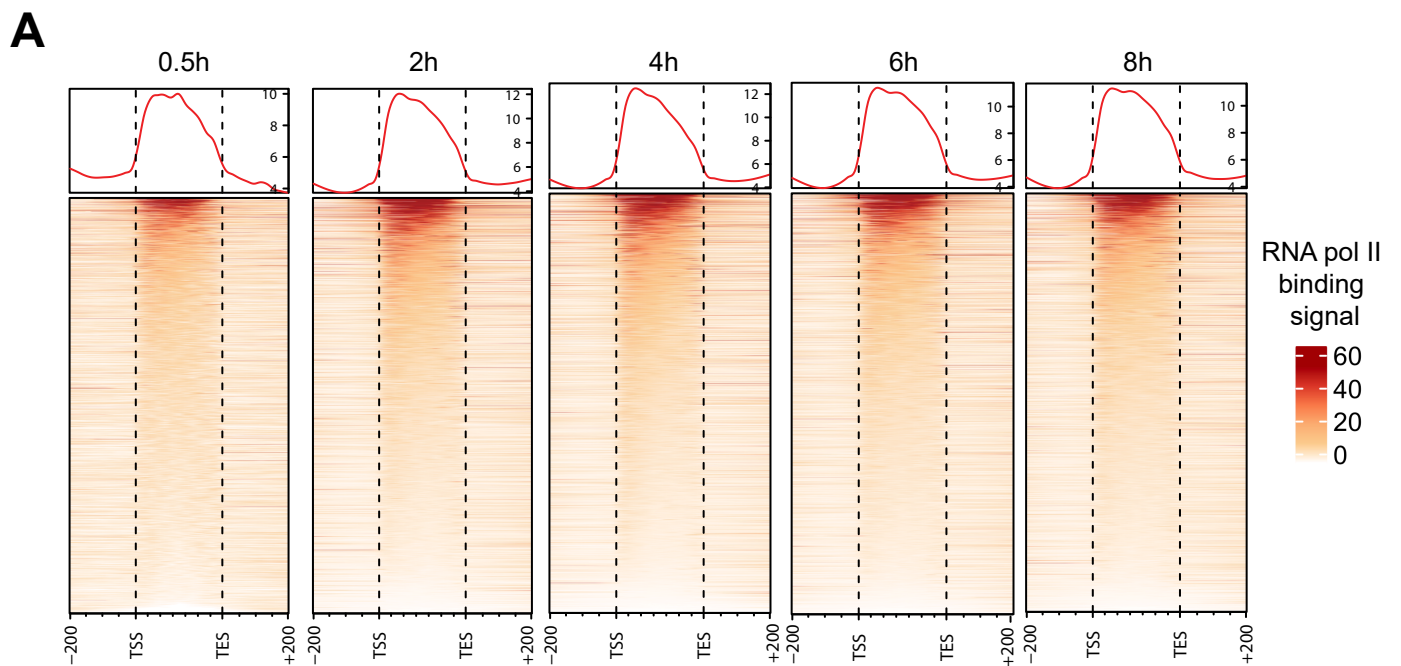 A
0.5h 2h 4h 6h 8h
10 8 6 4
12 10 8 6 4
12 10 8 6 4
10 8 6 4
10 8 6 4
RNA pol II
binding
signal
60
40
20
0
−200 TSS TES +200
−200 TSS TES +200
−200 TSS TES +200
−200 TSS TES +200
−200 TSS TES +200